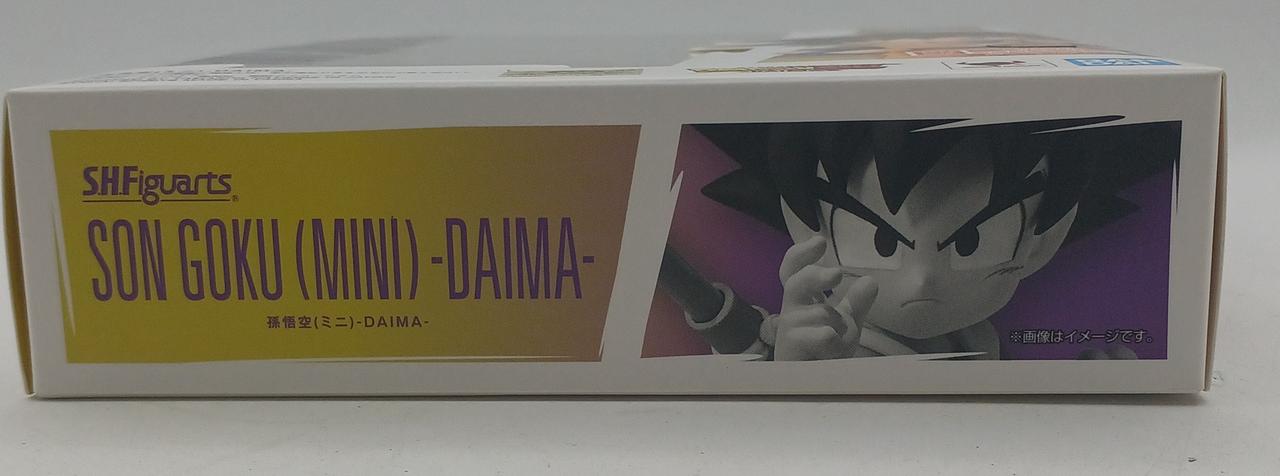 S.H.Figuarts
SON GOKU (MINI) -DAIMA-
孫悟空(ミニ)-DAIMA-
※画像はイメージです。